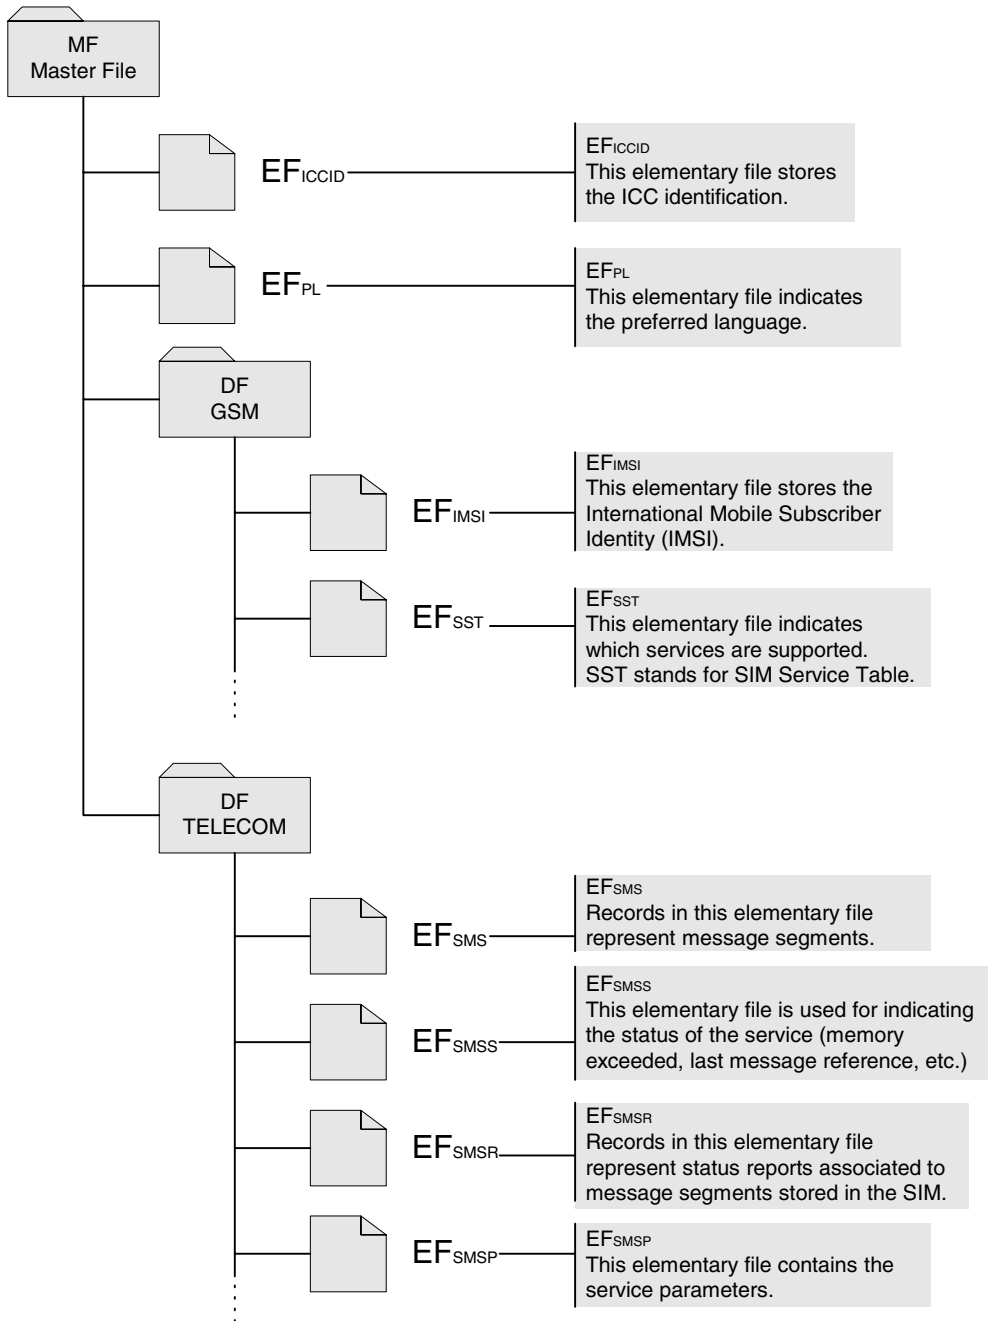 MF
Master File
EFICCID
EFICCID
This elementary file stores
the ICC identification.
EFPL
EFPL
This elementary file indicates
the preferred language.
DF
GSM
EFIMSI
EFIMSI
This elementary file stores the
International Mobile Subscriber
Identity (IMSI).
EFSST
EFSST
This elementary file indicates
which services are supported.
SST stands for SIM Service Table.
DF
TELECOM
EFSMS
EFSMS
Records in this elementary file
represent message segments.
EFSMSS
EFSMSS
This elementary file is used for indicating
the status of the service (memory
exceeded, last message reference, etc.)
EFSMSR
EFSMSR
Records in this elementary file
represent status reports associated to
message segments stored in the SIM.
EFSMSP
EFSMSP
This elementary file contains the
service parameters.